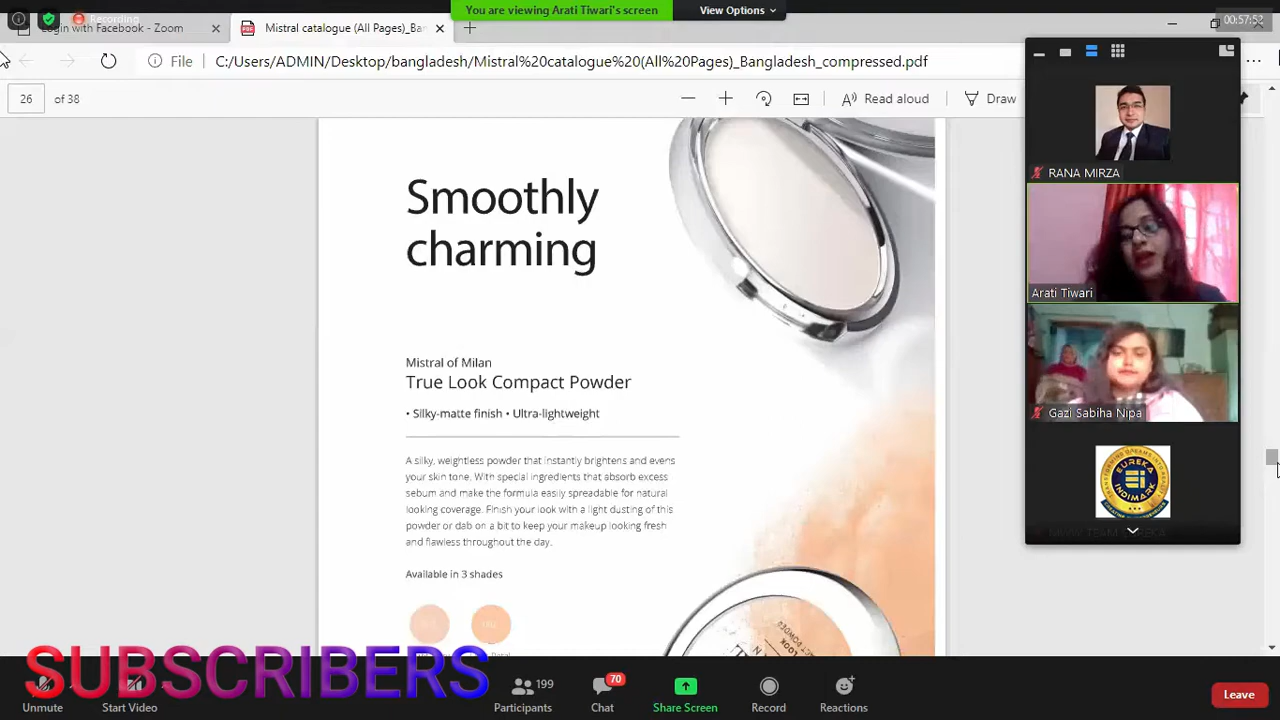 You are viewing Arati Tiwari's screen
View Options
Recording
00:57:52
Login with Facebook - Zoom
Mistral catalogue (All Pages)_Ba
File
C:/Users/ADMIN/Desktop/bangladesh/Mistral%20catalogue%20(All%20Pages)_Bangladesh_compressed.pdf
26 of 38
Read aloud
Draw
RANA MIRZA
Arati Tiwari
Gazi Sabiha Nipa
EUREKA
INDIMARK
Smoothly
charming
Mistral of Milan
True Look Compact Powder
• Silky-matte finish • Ultra-lightweight
A silky, weightless powder that instantly brightens and evens
your skin tone. With special ingredients that absorb excess
sebum and make the formula easily spreadable for natural
looking coverage. Finish your look with a light dusting of this
powder or dab on a bit to keep your makeup looking fresh
and flawless throughout the day.
Available in 3 shades
SUBSCRIBERS
Unmute
Start Video
199
Participants
70
Chat
Share Screen
Record
Reactions
Leave